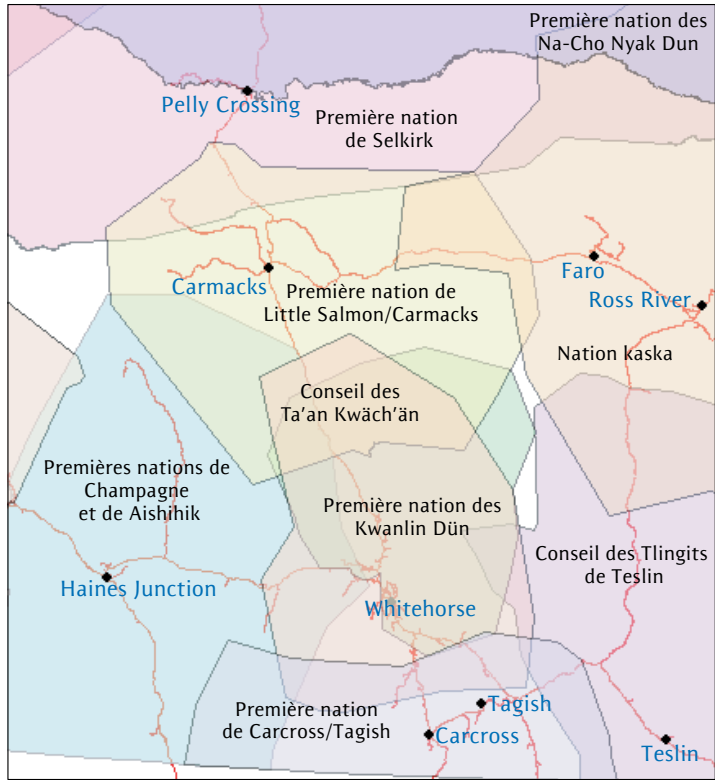 Première nation des
Na-Cho Nyak Dun
Pelly Crossing
Première nation
de Selkirk
Faro
Carmacks
Première nation de
Little Salmon/Carmacks
Ross River
Nation kaska
Conseil des
Ta'an Kwäch'än
Premières nations de
Champagne
et de Aishihik
Première nation des
Kwanlin Dün
Conseil des Tlingits
de Teslin
Haines Junction
Whitehorse
Première nation
de Carcross/Tagish
Tagish
Carcross
Teslin